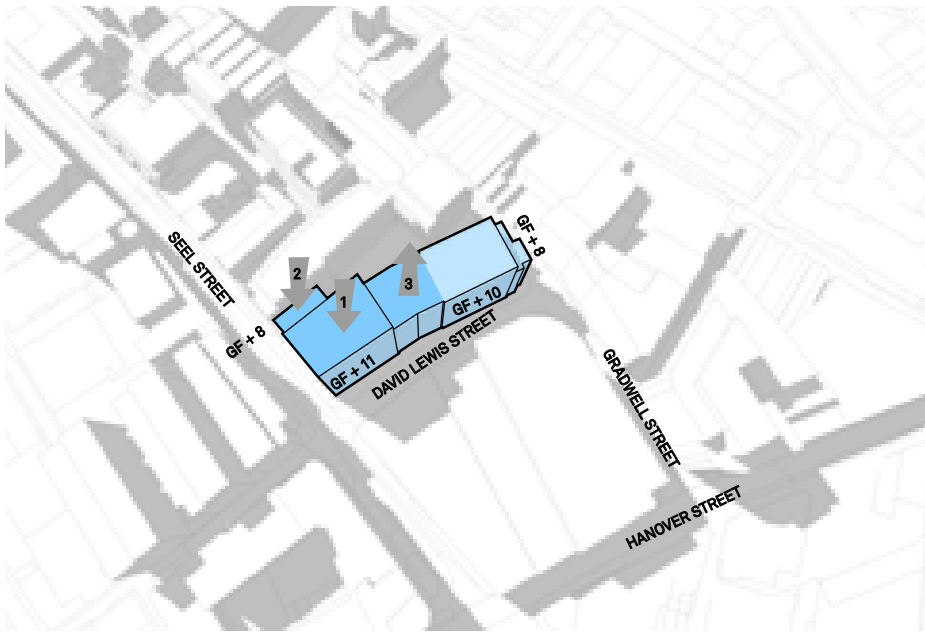 SEEL STREET
GF + 8
2
1
3
GF + 8
GF + 10
GF + 11
DAVID LEWIS STREET
GRADWELL STREET
HANOVER STREET